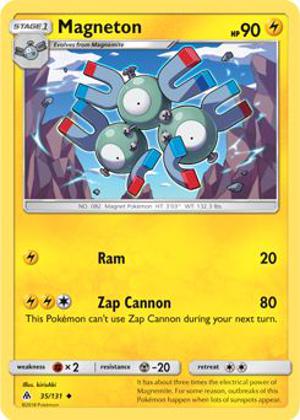 STAGE 1 Magneton HP 90
Evolves from Magnemite
NO. 082 Magnet Pokémon HT: 3'03" WT: 132.3 lbs.
Ram 20
Zap Cannon 80
This Pokémon can't use Zap Cannon during your next turn.
weakness ×2 resistance -20 retreat
Illus. kirisAki
35/131
©2018 Pokémon
It has about three times the electrical power of
Magnemite. For some reason, outbreaks of
this Pokémon happen when lots of sunspots appear.